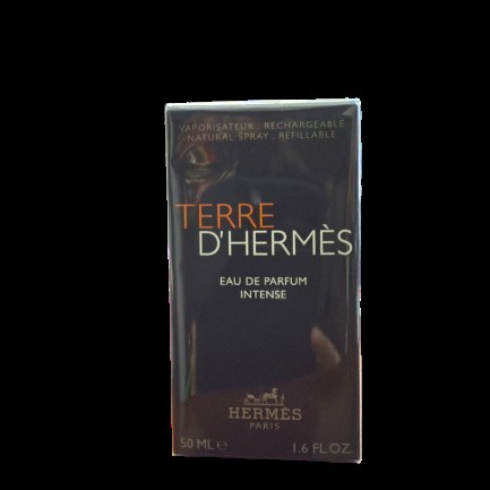 VAPORISATEUR . RECHARGEABLE
NATURAL SPRAY . REFILLABLE
TERRE
D'HERMÈS
EAU DE PARFUM
INTENSE
HERMÈS
PARIS
50 ML ℮ 1.6 FL.OZ.